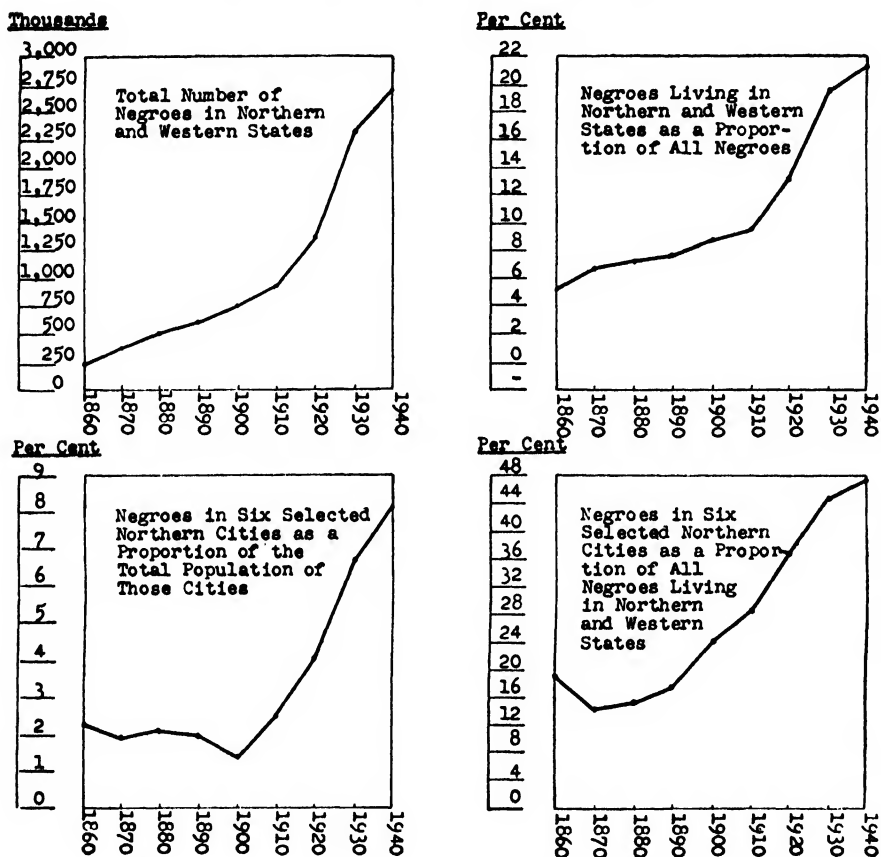 Thousands
3,000
2,750
2,500
2,250
2,000
1,750
1,500
1,250
1,000
750
500
250
0
Total Number of
Negroes in Northern
and Western States
1860 1870 1880 1890 1900 1910 1920 1930 1940
Per Cent
22
20
18
16
14
12
10
8
6
4
2
0
-
Negroes Living in
Northern and Western
States as a Propor-
tion of All Negroes
1860 1870 1880 1890 1900 1910 1920 1930 1940
Per Cent
9
8
7
6
5
4
3
2
1
0
Negroes in Six Selected
Northern Cities as a
Proportion of the
Total Population of
Those Cities
1860 1870 1880 1890 1900 1910 1920 1930 1940
Per Cent
48
44
40
36
32
28
24
20
16
12
8
4
0
Negroes in Six
Selected Northern
Cities as a Propor-
tion of All
Negroes Living
in Northern
and Western
States
1860 1870 1880 1890 1900 1910 1920 1930 1940